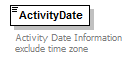 ActivityDate
Activity Date Information
exclude time zone